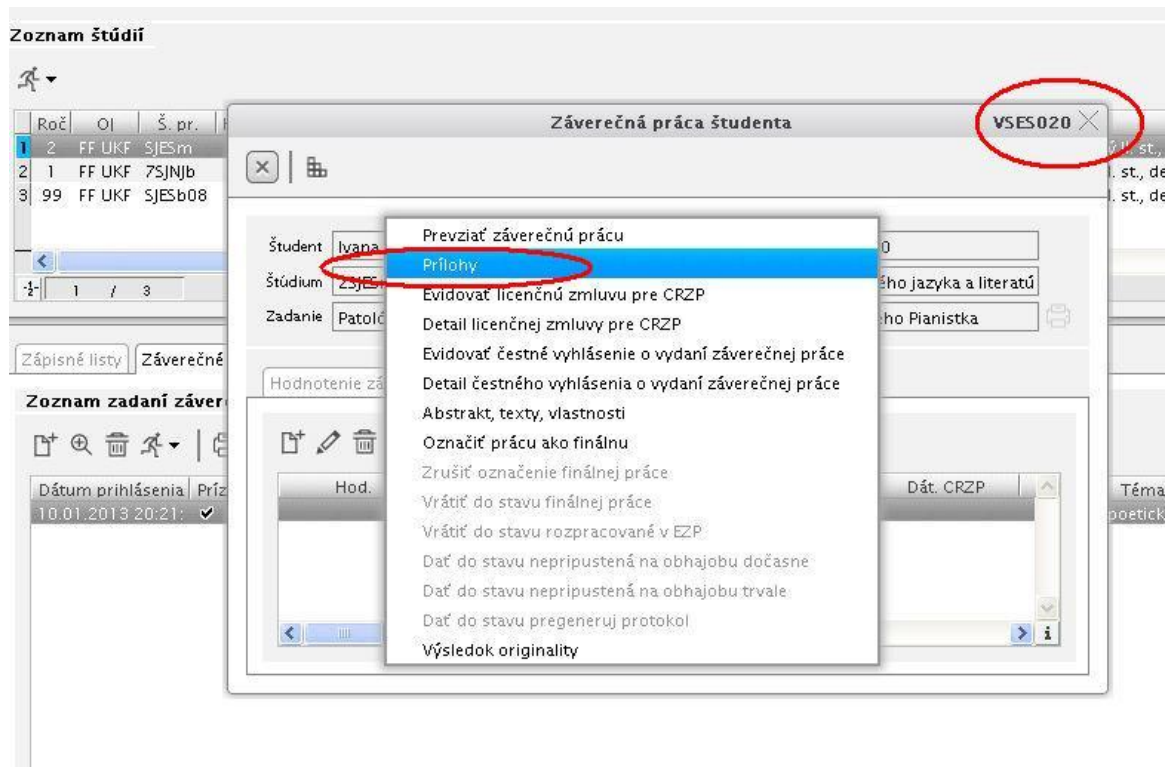 Zoznam štúdií
Roč Ol Š. pr.
1 2 FF UKF SJESm
2 1 FF UKF 7SJNJb
3 99 FF UKF SJESb08
1 / 3
Záverečná práca študenta VSES020
st.,
st., de
l. st., de
Študent Ivana 0
Štúdium ého jazyka a literatú
Zadanie Patoló ho Pianistka
Prevziať záverečnú prácu
Prílohy
Evidovať licenčnú zmluvu pre CRZP
Detail licenčnej zmluvy pre CRZP
Evidovať čestné vyhlásenie o vydaní záverečnej práce
Detail čestného vyhlásenia o vydaní záverečnej práce
Abstrakt, texty, vlastnosti
Označiť prácu ako finálnu
Zrušiť označenie finálnej práce
Vrátiť do stavu finálnej práce
Vrátiť do stavu rozpracované v EZP
Dať do stavu nepripustená na obhajobu dočasne
Dať do stavu nepripustená na obhajobu trvale
Dať do stavu pregeneruj protokol
Výsledok originality
Hodnotenie zá
Hod. Dát. CRZP
i
Zápisné listy Záverečné
Zoznam zadaní záver
Dátum prihlásenia Príz Téma
10.01.2013 20:21: poetick